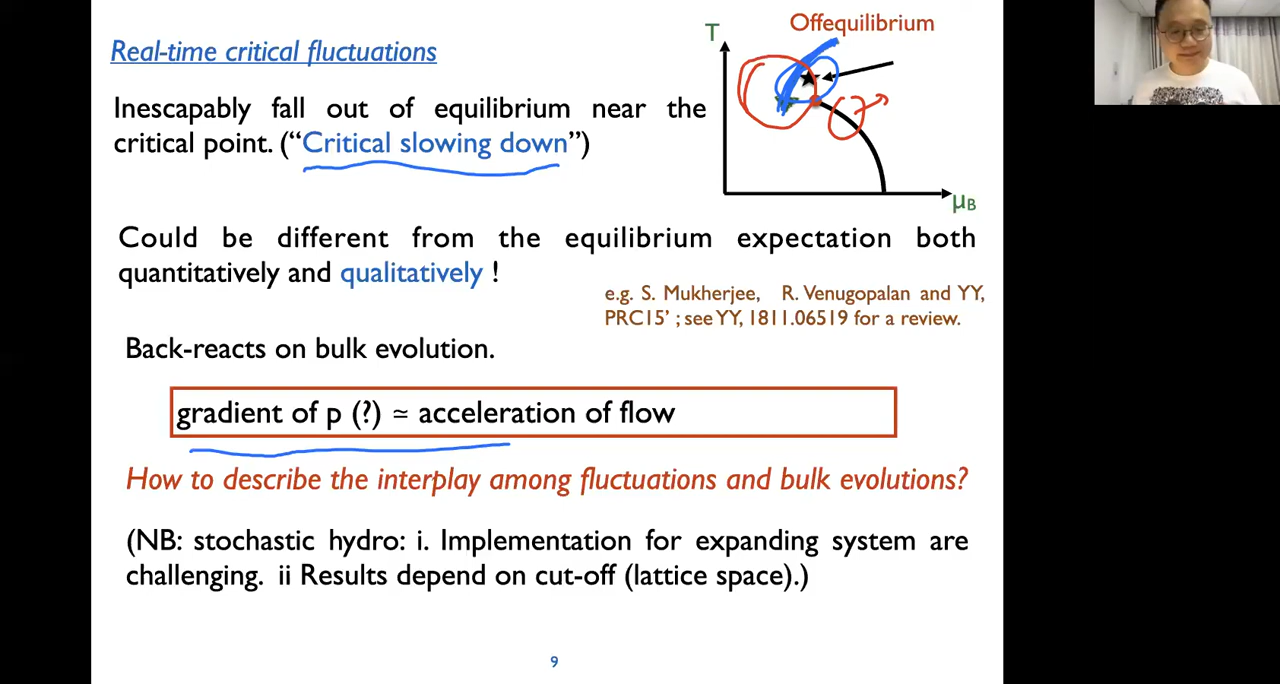 Real-time critical fluctuations
Offequilibrium
T
Inescapably fall out of equilibrium near the
critical point. (“Critical slowing down”)
μB
Could be different from the equilibrium expectation both
quantitatively and qualitatively !
e.g. S. Mukherjee, R. Venugopalan and YY,
PRC15’ ; see YY, 1811.06519 for a review.
Back-reacts on bulk evolution.
gradient of p (?) ≃ acceleration of flow
How to describe the interplay among fluctuations and bulk evolutions?
(NB: stochastic hydro: i. Implementation for expanding system are
challenging. ii Results depend on cut-off (lattice space).)
9